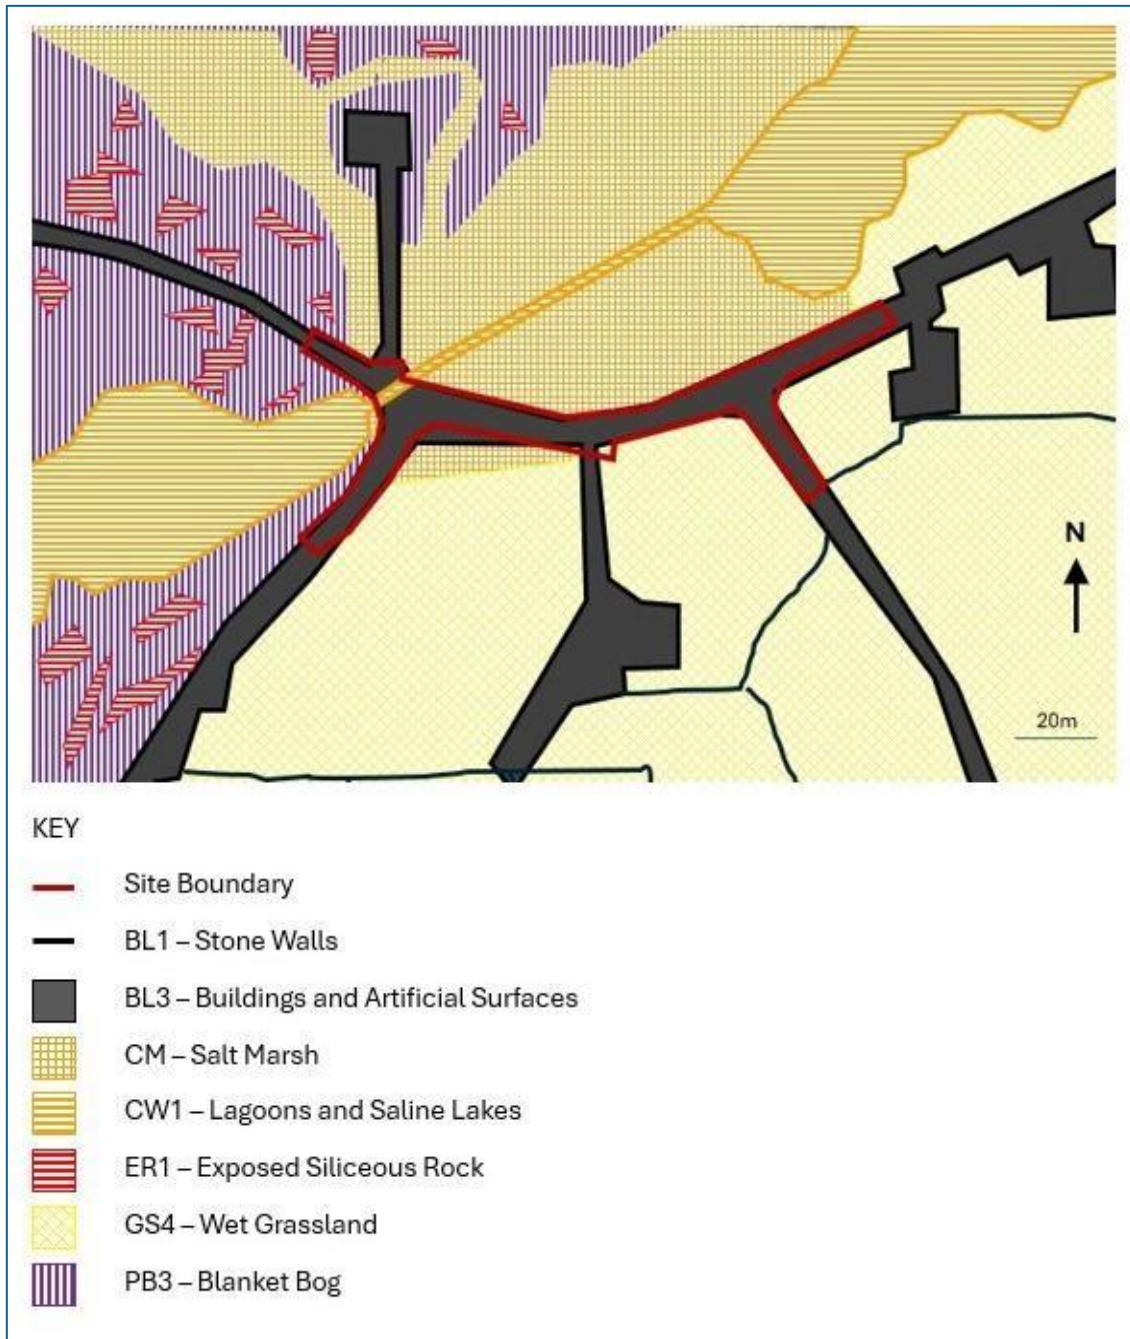 N
20m
KEY
Site Boundary
BL1 – Stone Walls
BL3 – Buildings and Artificial Surfaces
CM – Salt Marsh
CW1 – Lagoons and Saline Lakes
ER1 – Exposed Siliceous Rock
GS4 – Wet Grassland
PB3 – Blanket Bog